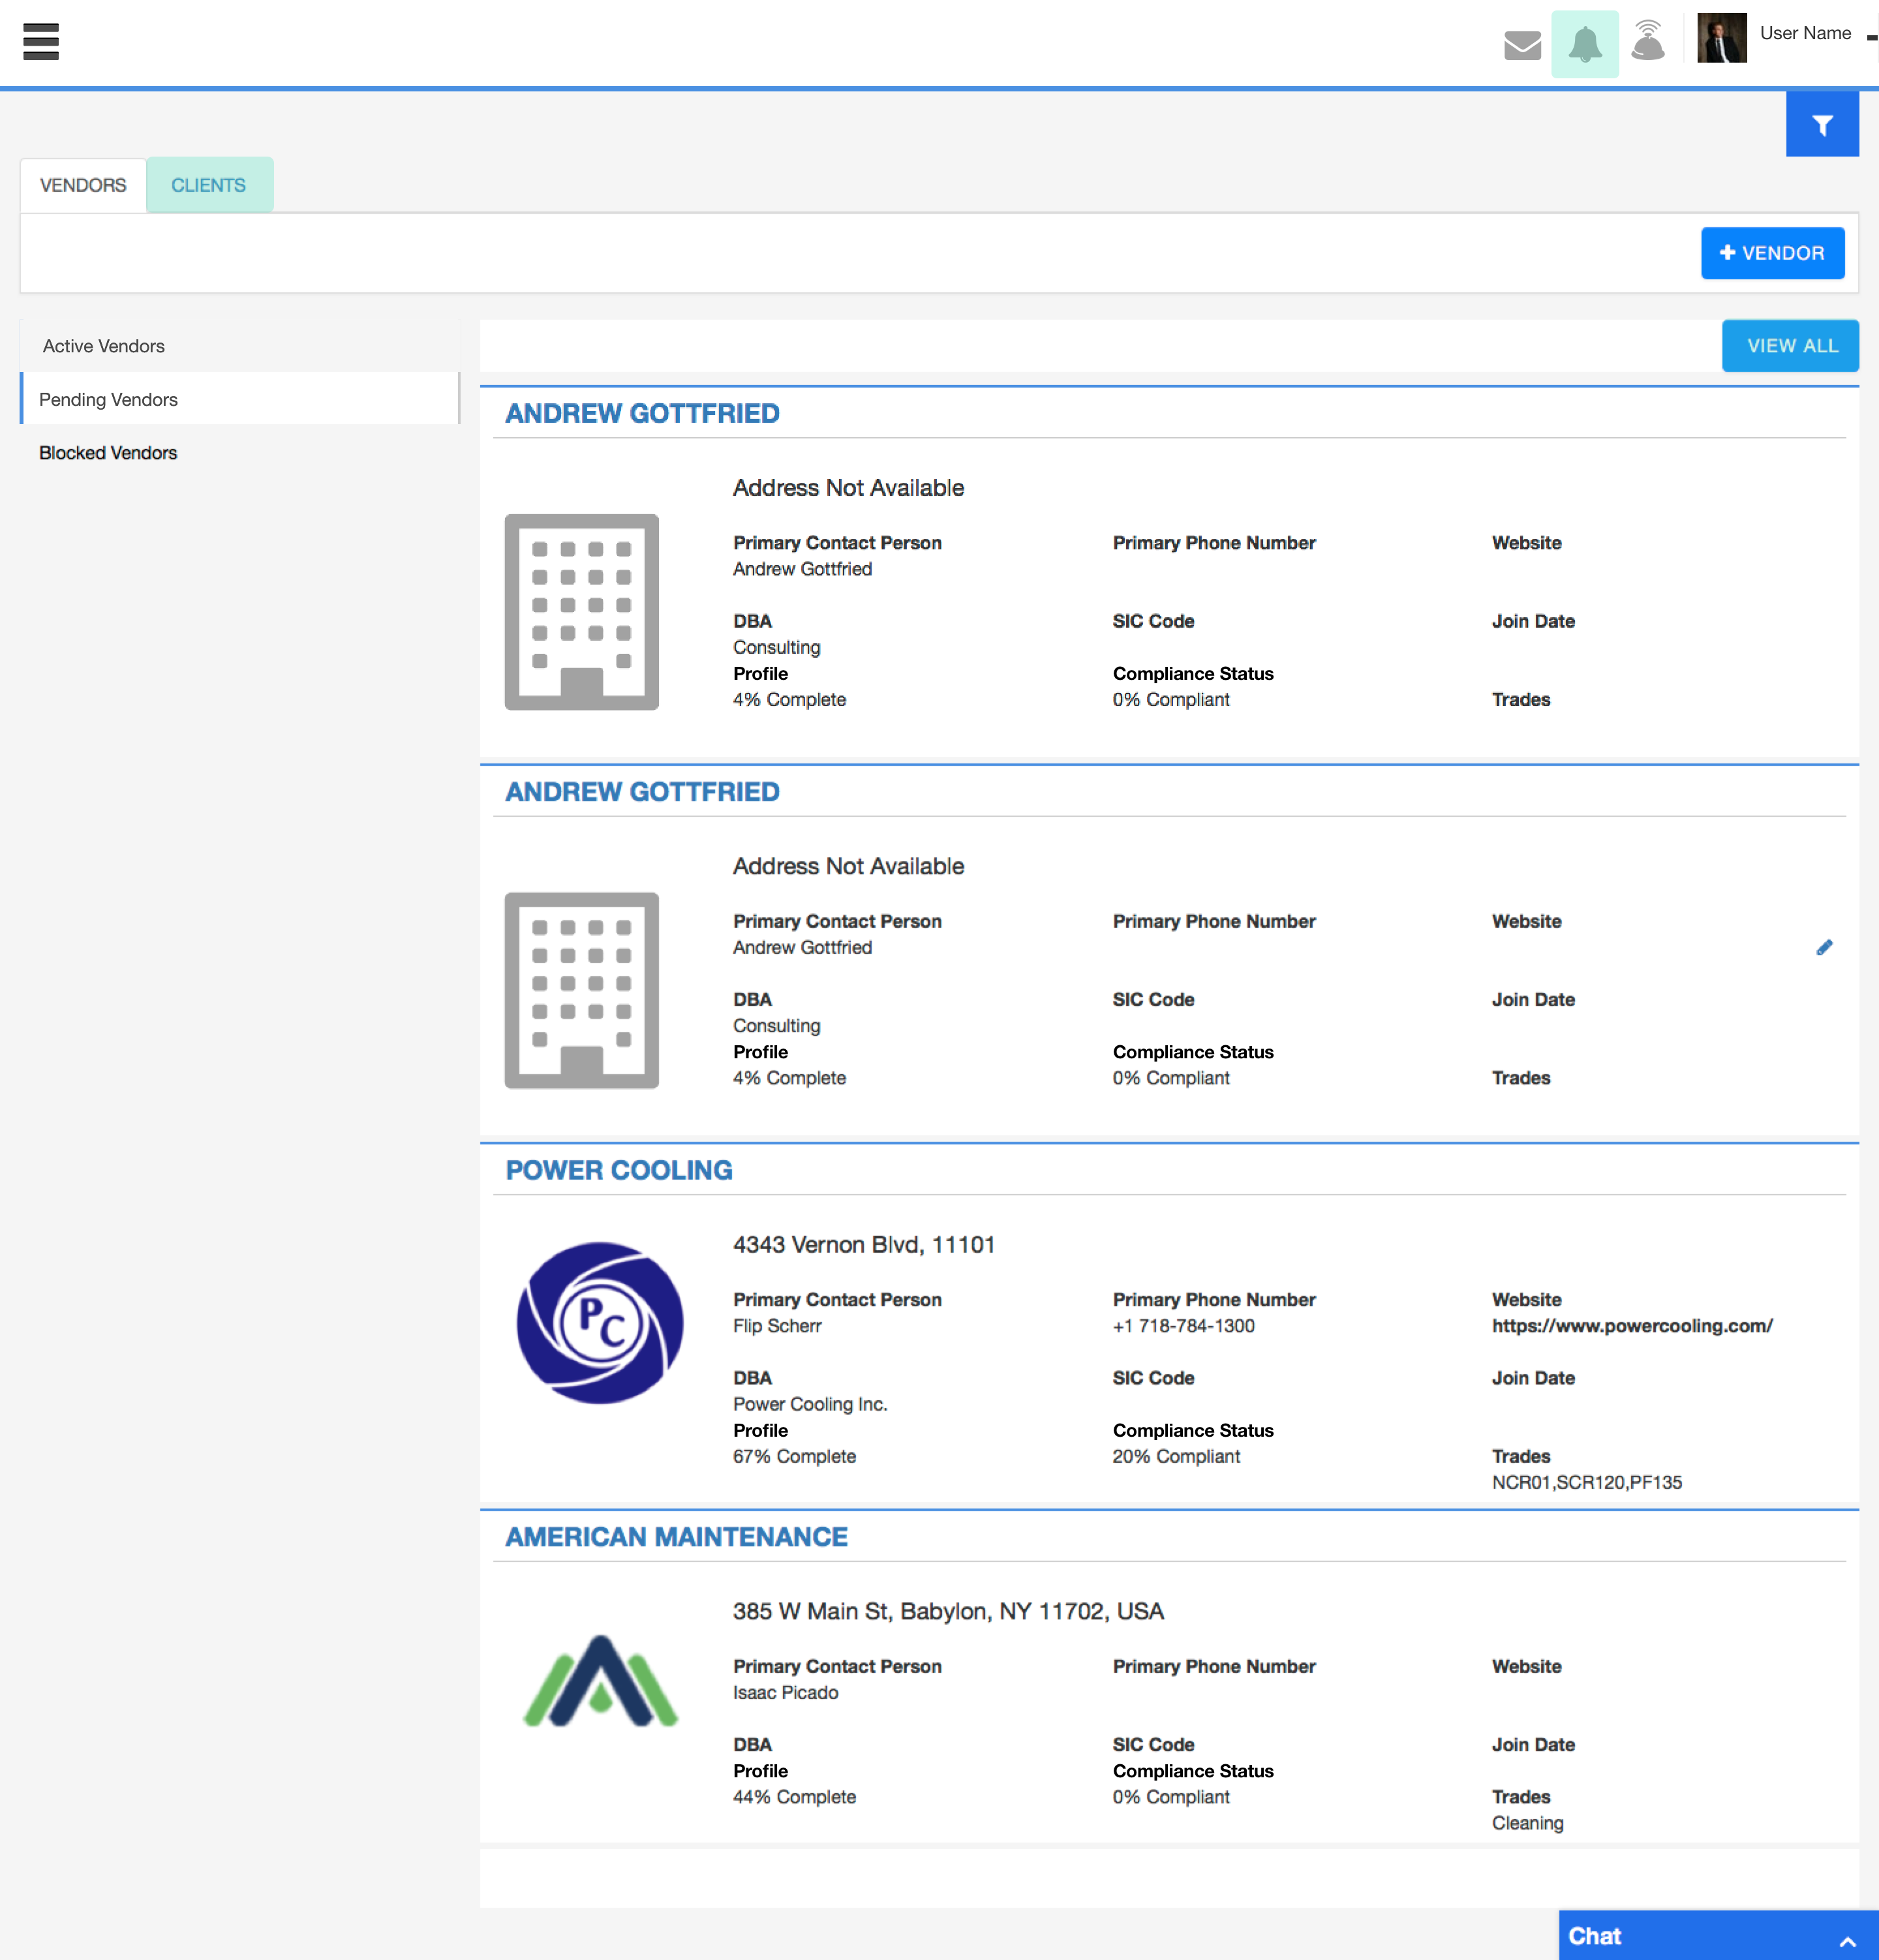 User Name
VENDORS
CLIENTS
VENDOR
Active Vendors
Pending Vendors
Blocked Vendors
VIEW ALL
ANDREW GOTTFRIED
Address Not Available
Primary Contact Person Primary Phone Number Website
Andrew Gottfried
DBA SIC Code Join Date
Consulting
Profile Compliance Status
4% Complete 0% Compliant Trades
ANDREW GOTTFRIED
Address Not Available
Primary Contact Person Primary Phone Number Website
Andrew Gottfried
DBA SIC Code Join Date
Consulting
Profile Compliance Status
4% Complete 0% Compliant Trades
POWER COOLING
PC
4343 Vernon Blvd, 11101
Primary Contact Person Primary Phone Number Website
Flip Scherr +1 718-784-1300 https://www.powercooling.com/
DBA SIC Code Join Date
Power Cooling Inc.
Profile Compliance Status
67% Complete 20% Compliant Trades
NCR01,SCR120,PF135
AMERICAN MAINTENANCE
385 W Main St, Babylon, NY 11702, USA
Primary Contact Person Primary Phone Number Website
Isaac Picado
DBA SIC Code Join Date
Profile Compliance Status
44% Complete 0% Compliant Trades
Cleaning
Chat